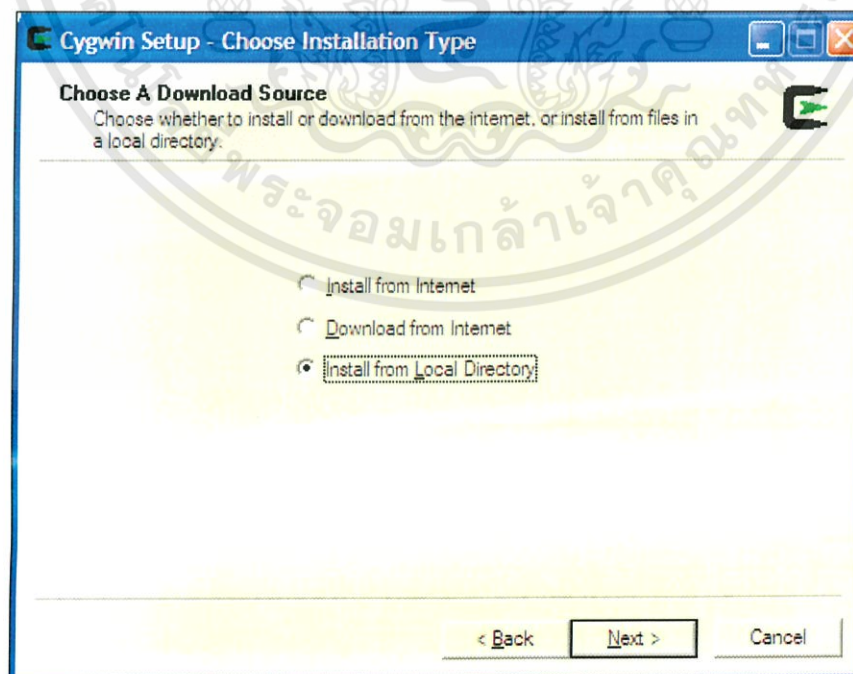 Cygwin Setup - Choose Installation Type
Choose A Download Source
Choose whether to install or download from the internet, or install from files in
a local directory.
พระจอมเกล้าเจ้าคุณทห
Install from Internet
Download from Internet
Install from Local Directory
< Back
Next >
Cancel